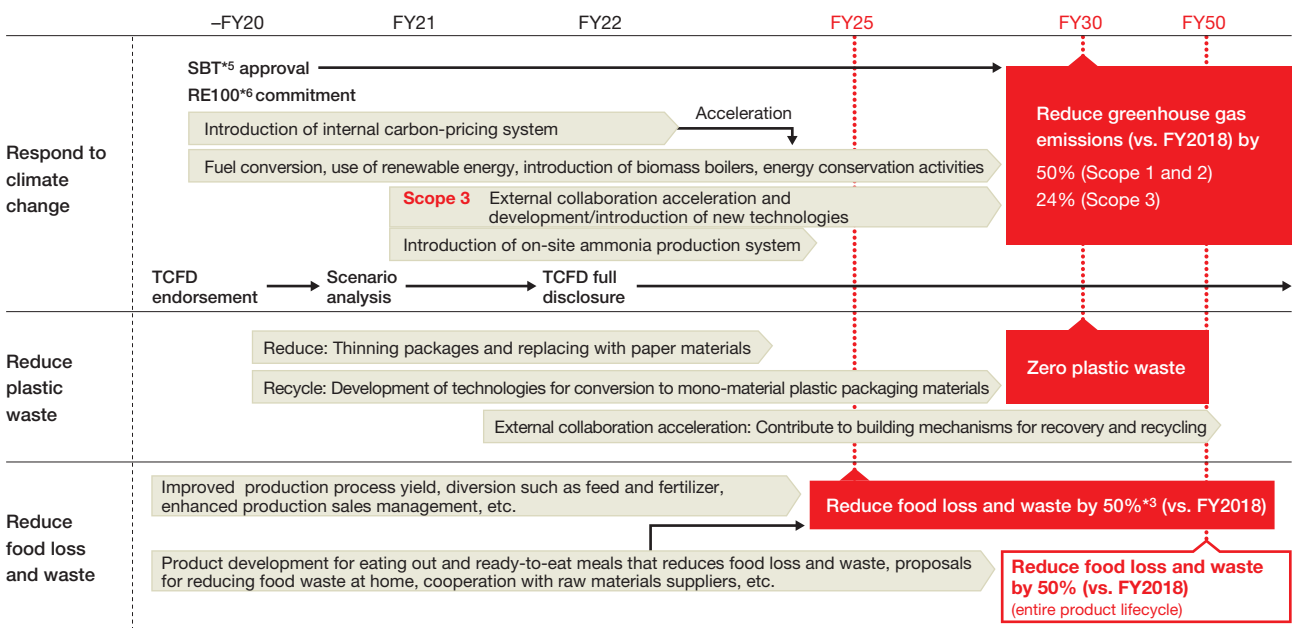 –FY20 FY21 FY22 FY25 FY30 FY50
Respond to
climate
change
SBT*5 approval
RE100*6 commitment
Introduction of internal carbon-pricing system
Acceleration
Fuel conversion, use of renewable energy, introduction of biomass boilers, energy conservation activities
Scope 3 External collaboration acceleration and
development/introduction of new technologies
Introduction of on-site ammonia production system
TCFD
endorsement
Scenario
analysis
TCFD full
disclosure
Reduce greenhouse gas
emissions (vs. FY2018) by
50% (Scope 1 and 2)
24% (Scope 3)
Reduce
plastic
waste
Reduce: Thinning packages and replacing with paper materials
Recycle: Development of technologies for conversion to mono-material plastic packaging materials
External collaboration acceleration: Contribute to building mechanisms for recovery and recycling
Zero plastic waste
Reduce
food loss
and waste
Improved production process yield, diversion such as feed and fertilizer,
enhanced production sales management, etc.
Reduce food loss and waste by 50%*3 (vs. FY2018)
Product development for eating out and ready-to-eat meals that reduces food loss and waste, proposals
for reducing food waste at home, cooperation with raw materials suppliers, etc.
Reduce food loss and waste
by 50% (vs. FY2018)
(entire product lifecycle)